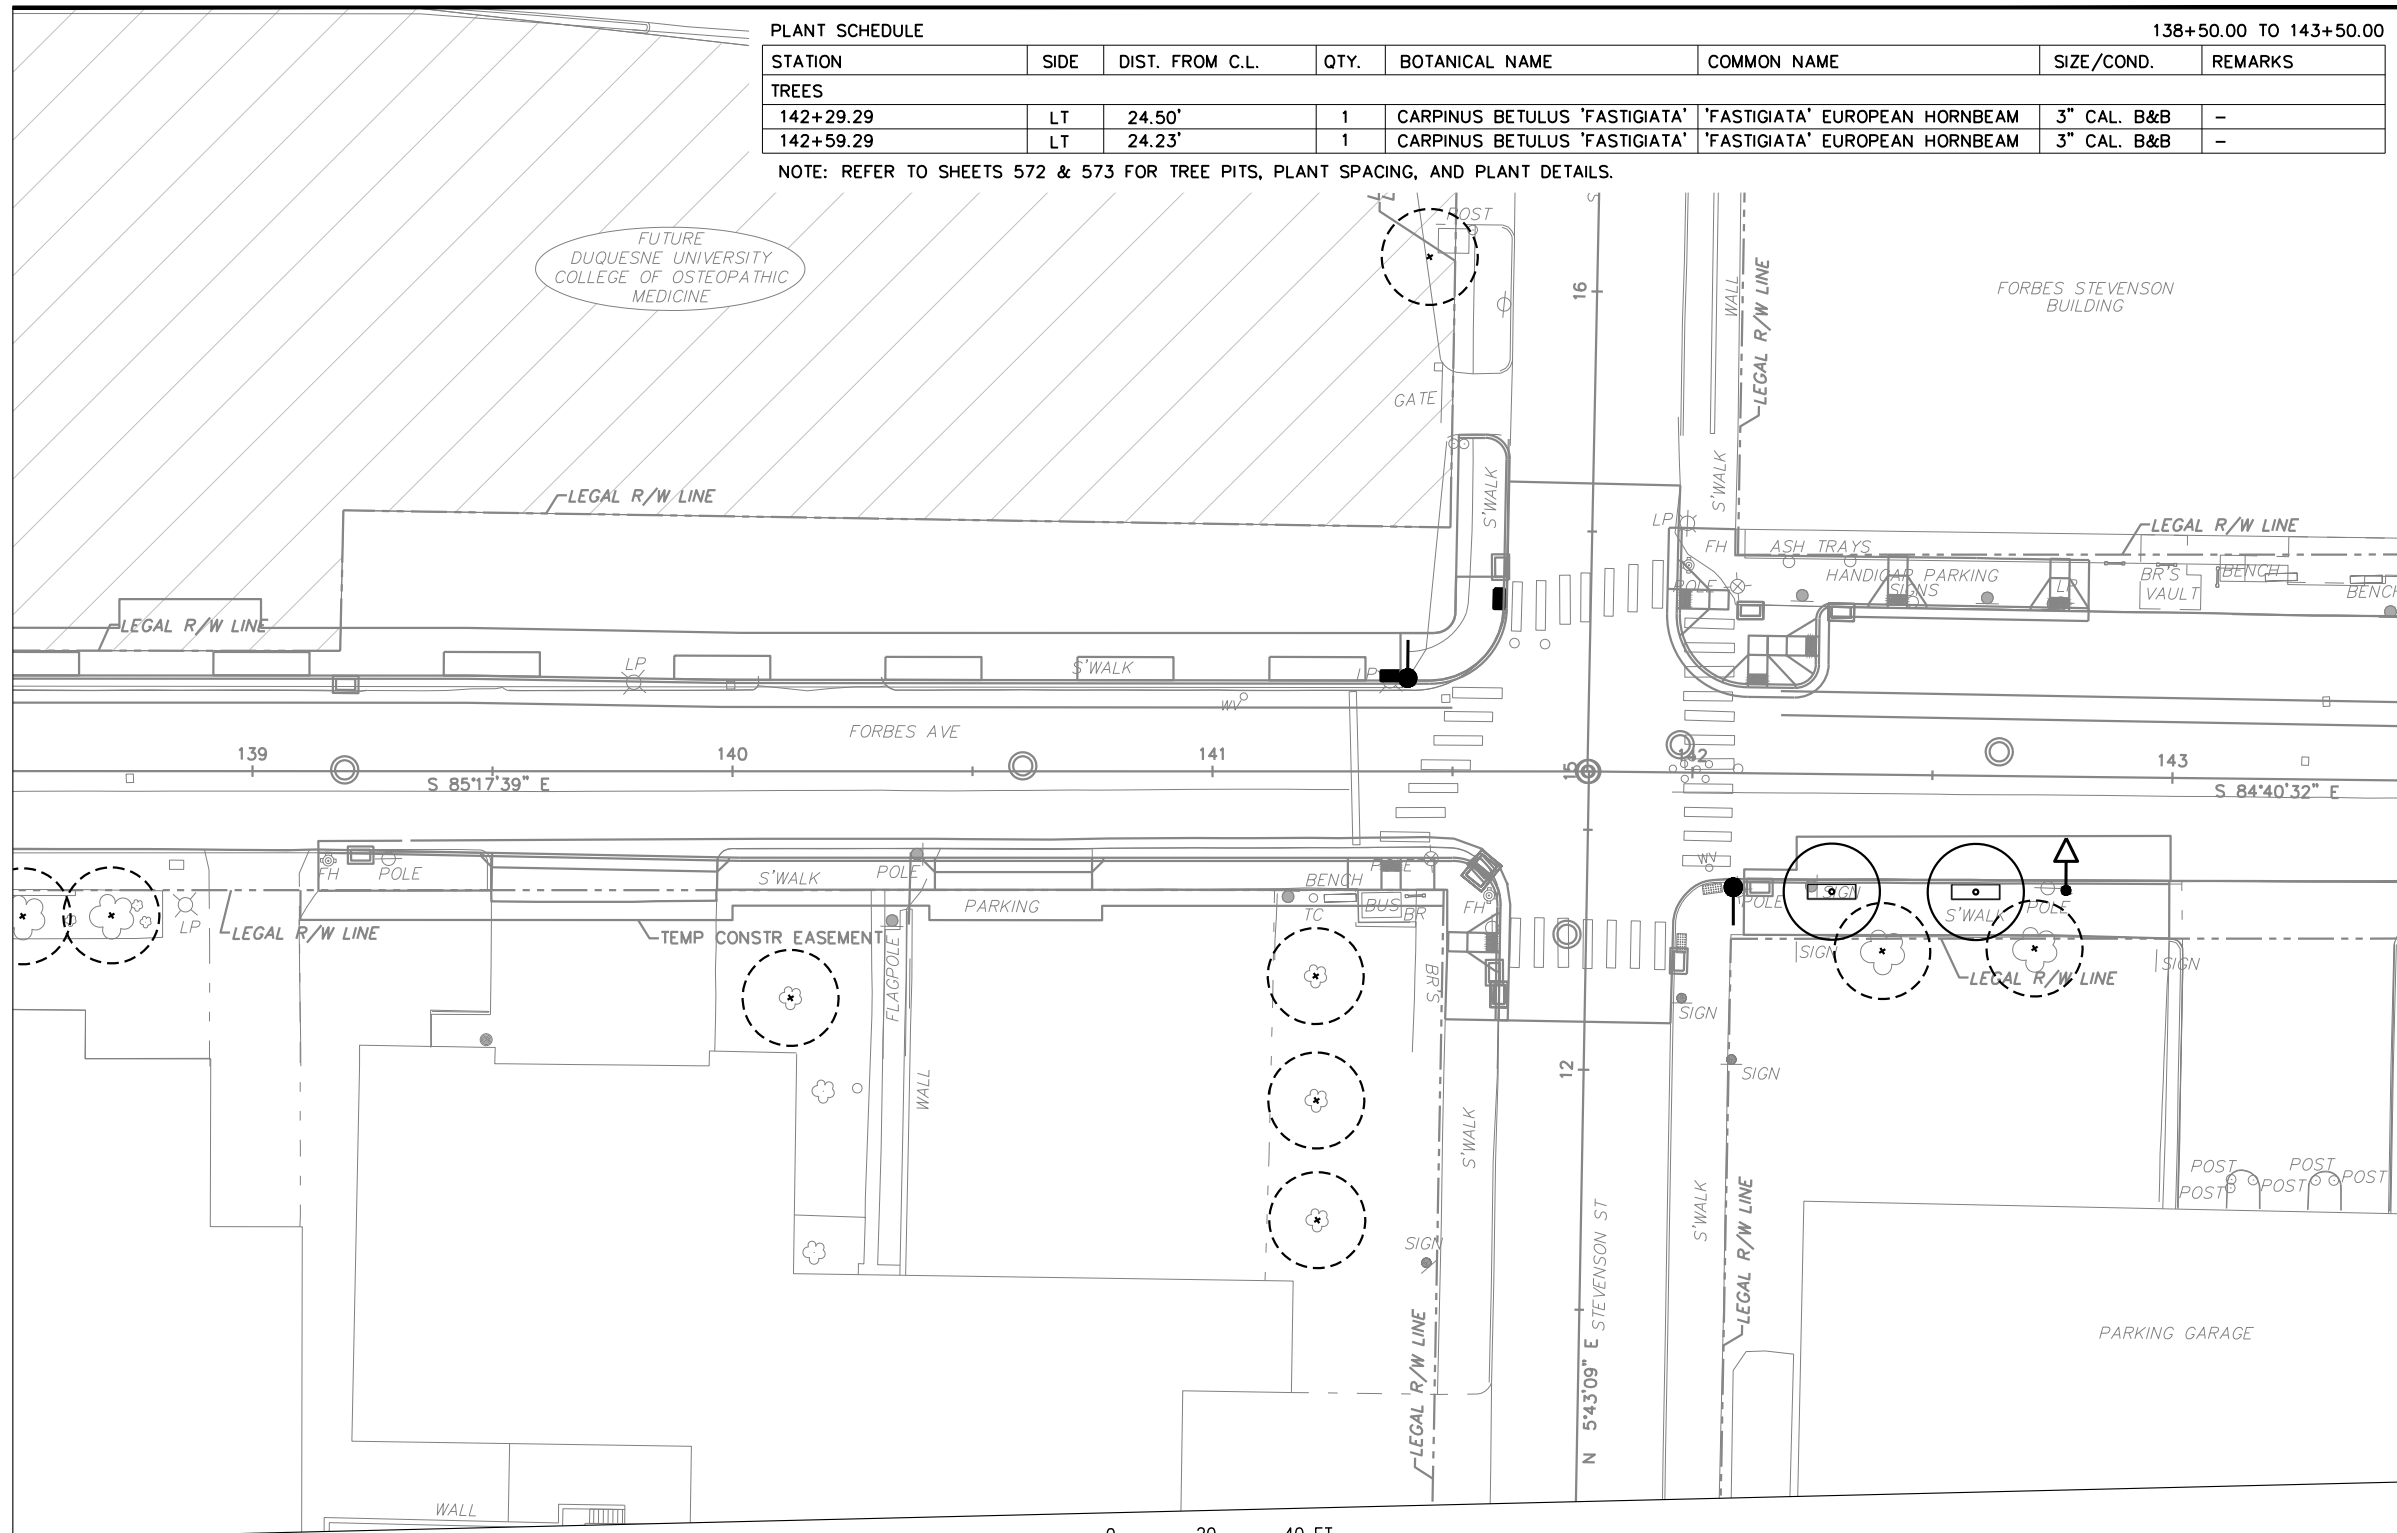 PLANT SCHEDULE 138+50.00 TO 143+50.00
STATION SIDE DIST. FROM C.L. QTY. BOTANICAL NAME COMMON NAME SIZE/COND. REMARKS
TREES
142+29.29 LT 24.50' 1 CARPINUS BETULUS 'FASTIGIATA' 'FASTIGIATA' EUROPEAN HORNBEAM 3" CAL. B&B -
142+59.29 LT 24.23' 1 CARPINUS BETULUS 'FASTIGIATA' 'FASTIGIATA' EUROPEAN HORNBEAM 3" CAL. B&B -
NOTE: REFER TO SHEETS 572 & 573 FOR TREE PITS, PLANT SPACING, AND PLANT DETAILS.
POST
FUTURE
DUQUESNE UNIVERSITY
COLLEGE OF OSTEOPATHIC
MEDICINE
16
WALL
LEGAL R/W LINE
FORBES STEVENSON
BUILDING
GATE
LEGAL R/W LINE
S'WALK
S'WALK
LP
FH
ASH TRAYS
LEGAL R/W LINE
POLE
HANDICAP PARKING
SIGNS
LP
BR'S
VAULT
BENCH
BENCH
LEGAL R/W LINE
LP
S'WALK
LP
WV
FORBES AVE
139
140
141
142
143
15
S 85°17'39" E
S 84°40'32" E
FH
POLE
S'WALK
POLE
BENCH
POLE
WV
LP
LEGAL R/W LINE
PARKING
TC
BUS
BR
FH
POLE
SIGN
S'WALK
POLE
TEMP CONSTR EASEMENT
FLAGPOLE
BR'S
SIGN
LEGAL R/W LINE
SIGN
SIGN
WALL
12
SIGN
S'WALK
S'WALK
STEVENSON ST
LEGAL R/W LINE
POST
POST
POST
POST
POST
SIGN
LEGAL R/W LINE
N 5°43'09" E
PARKING GARAGE
WALL
0 20 40 FT